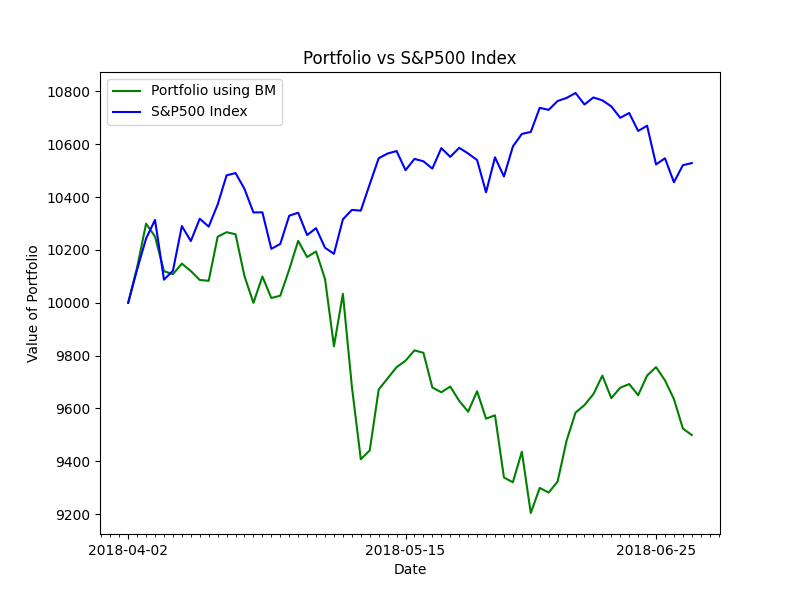 Portfolio vs S&P500 Index
Portfolio using BM
S&P500 Index
Value of Portfolio
10800
10600
10400
10200
10000
9800
9600
9400
9200
2018-04-02
2018-05-15
2018-06-25
Date